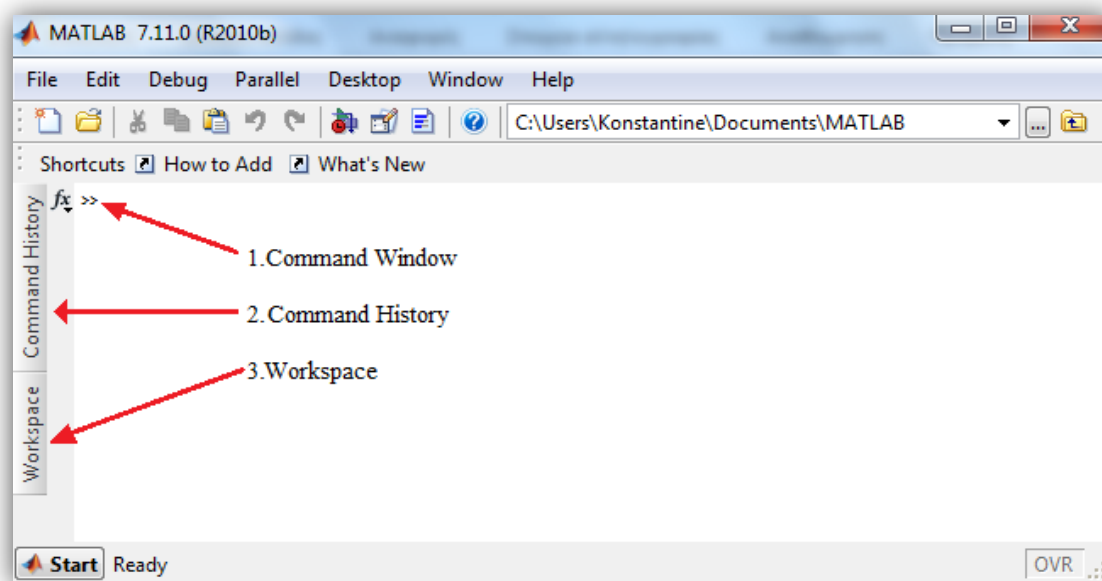 MATLAB 7.11.0 (R2010b)
File Edit Debug Parallel Desktop Window Help
C:\Users\Konstantine\Documents\MATLAB
...
Shortcuts How to Add What's New
fx >>
Command History
Workspace
1.Command Window
2.Command History
3.Workspace
Start Ready
OVR